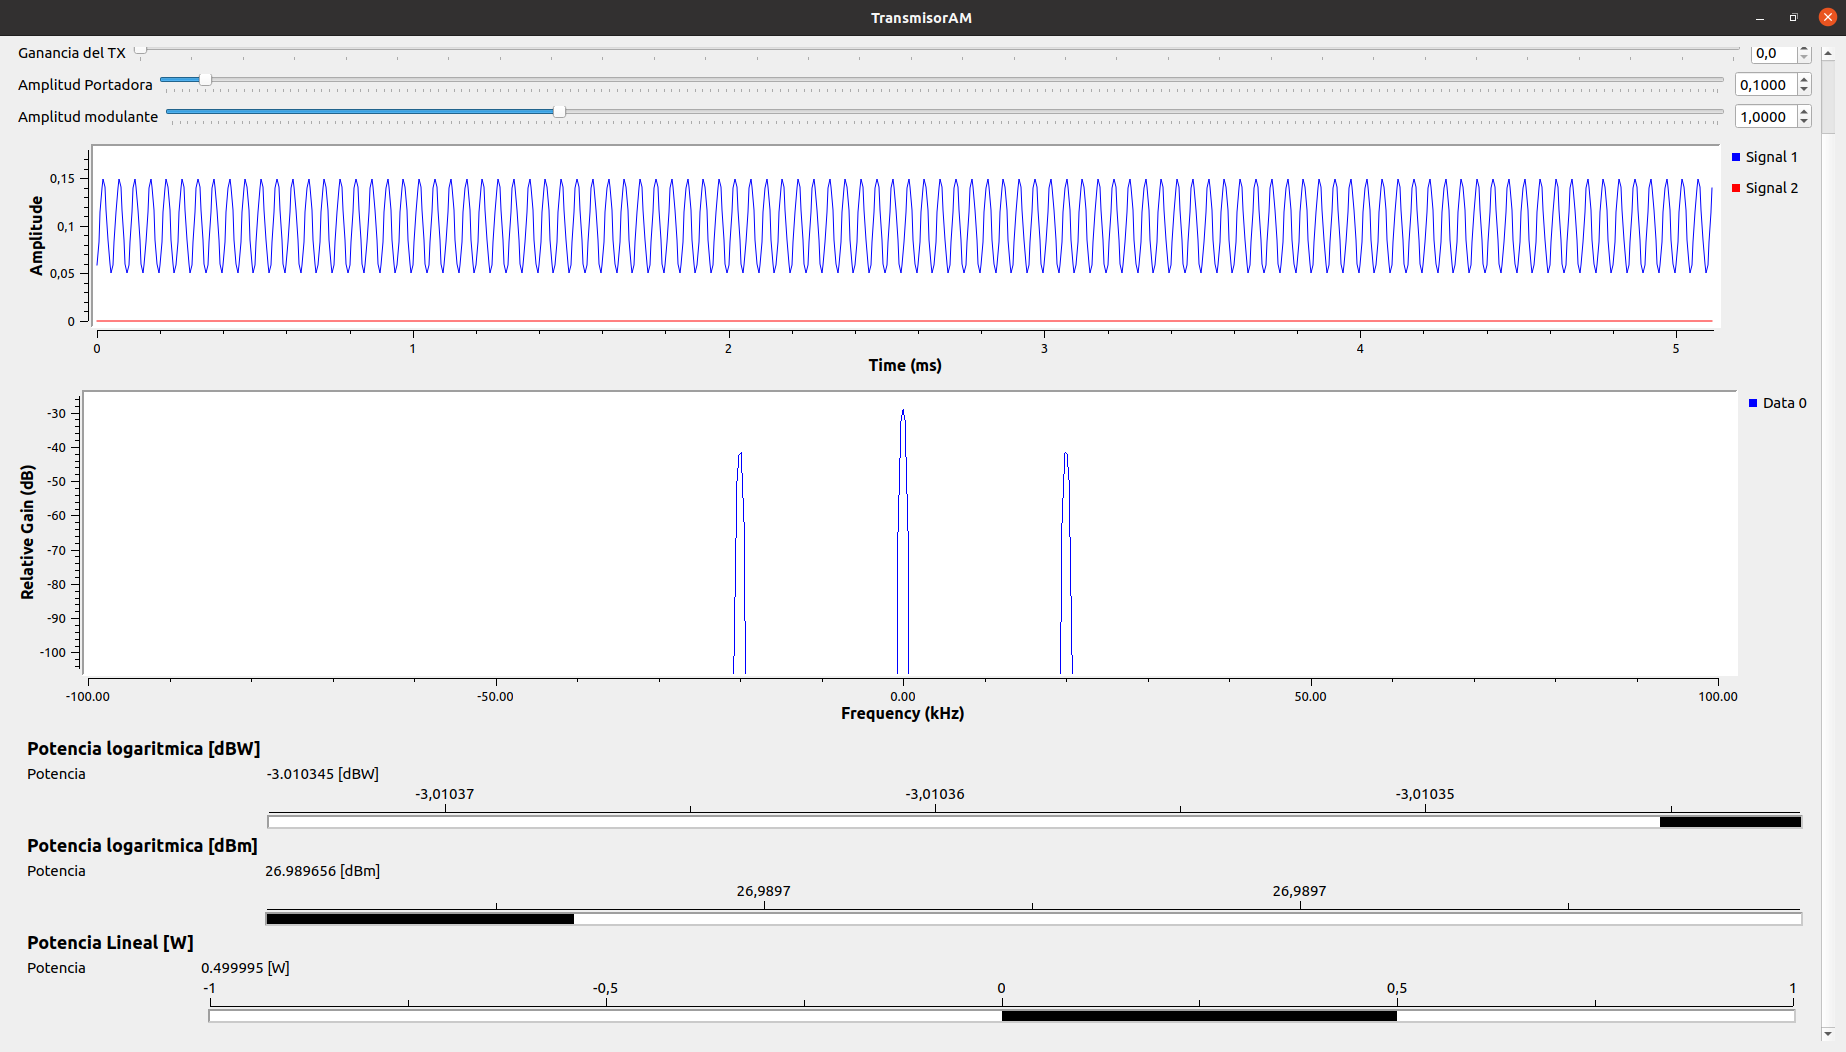 TransmisorAM
Ganancia del TX 0,0
Amplitud Portadora 0,1000
Amplitud modulante 1,0000
Signal 1
Signal 2
Amplitude
0,15
0,1
0,05
0
0 1 2 3 4 5
Time (ms)
Data 0
Relative Gain (dB)
-30
-40
-50
-60
-70
-80
-90
-100
-100.00 -50.00 0.00 50.00 100.00
Frequency (kHz)
Potencia logaritmica [dBW]
Potencia -3.010345 [dBW]
-3,01037 -3,01036 -3,01035
Potencia logaritmica [dBm]
Potencia 26.989656 [dBm]
26,9897 26,9897
Potencia Lineal [W]
Potencia 0.499995 [W]
-1 -0,5 0 0,5 1